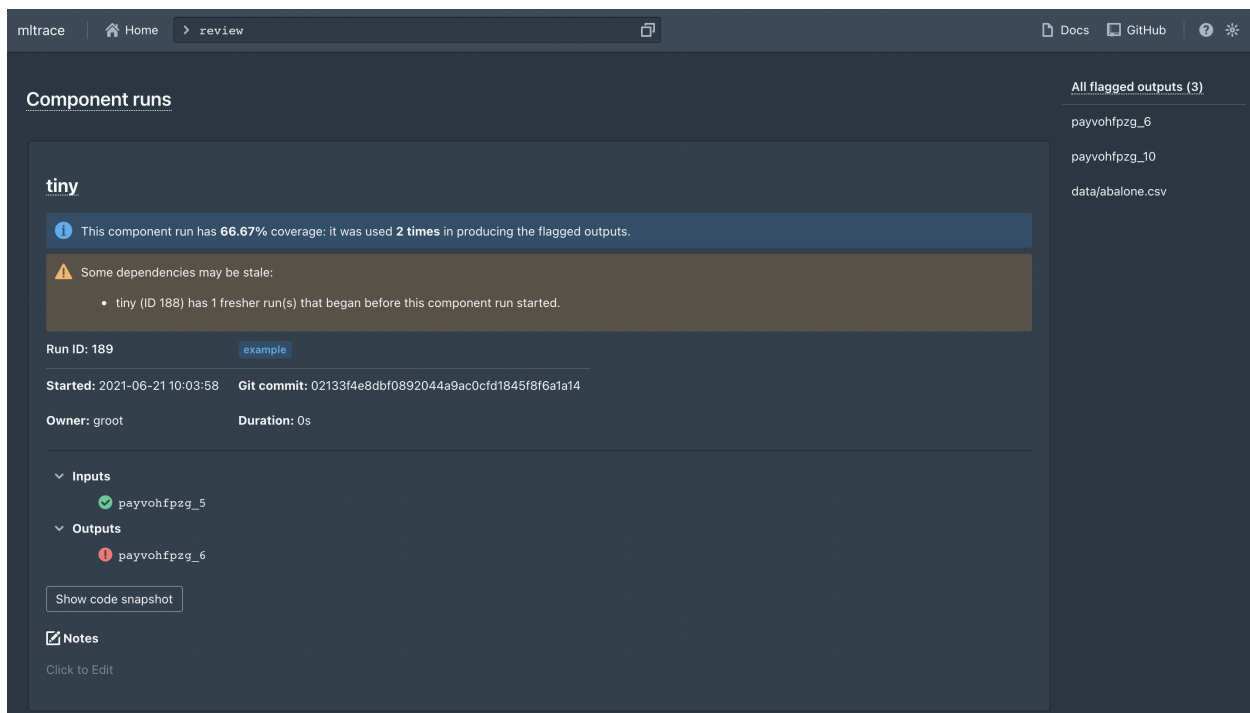 mltrace Home > review Docs GitHub
Component runs
tiny
This component run has 66.67% coverage: it was used 2 times in producing the flagged outputs.
Some dependencies may be stale:
• tiny (ID 188) has 1 fresher run(s) that began before this component run started.
Run ID: 189 example
Started: 2021-06-21 10:03:58 Git commit: 02133f4e8dbf0892044a9ac0cfd1845f8f6a1a14
Owner: groot Duration: 0s
Inputs
payvohfpzg_5
Outputs
payvohfpzg_6
Show code snapshot
Notes
Click to Edit
All flagged outputs (3)
payvohfpzg_6
payvohfpzg_10
data/abalone.csv